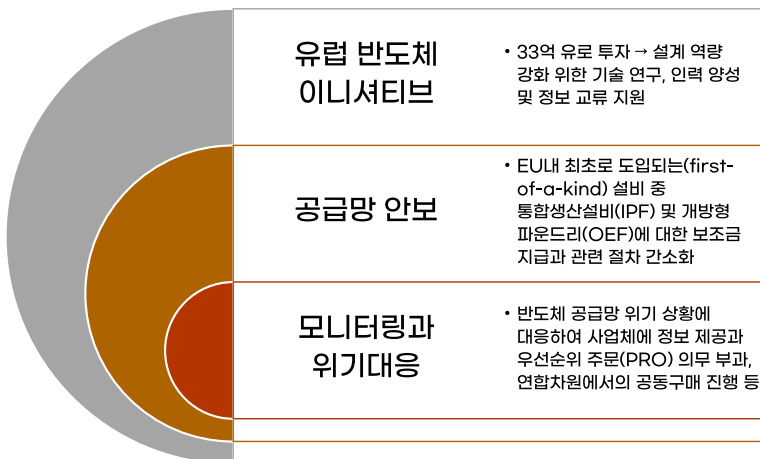 유럽 반도체
이니셔티브
• 33억 유로 투자 → 설계 역량
강화 위한 기술 연구, 인력 양성
및 정보 교류 지원
공급망 안보
• EU내 최초로 도입되는(first-
of-a-kind) 설비 중
통합생산설비(IPF) 및 개방형
파운드리(OEF)에 대한 보조금
지급과 관련 절차 간소화
모니터링과
위기대응
• 반도체 공급망 위기 상황에
대응하여 사업체에 정보 제공과
우선순위 주문(PRO) 의무 부과,
연합차원에서의 공동구매 진행 등